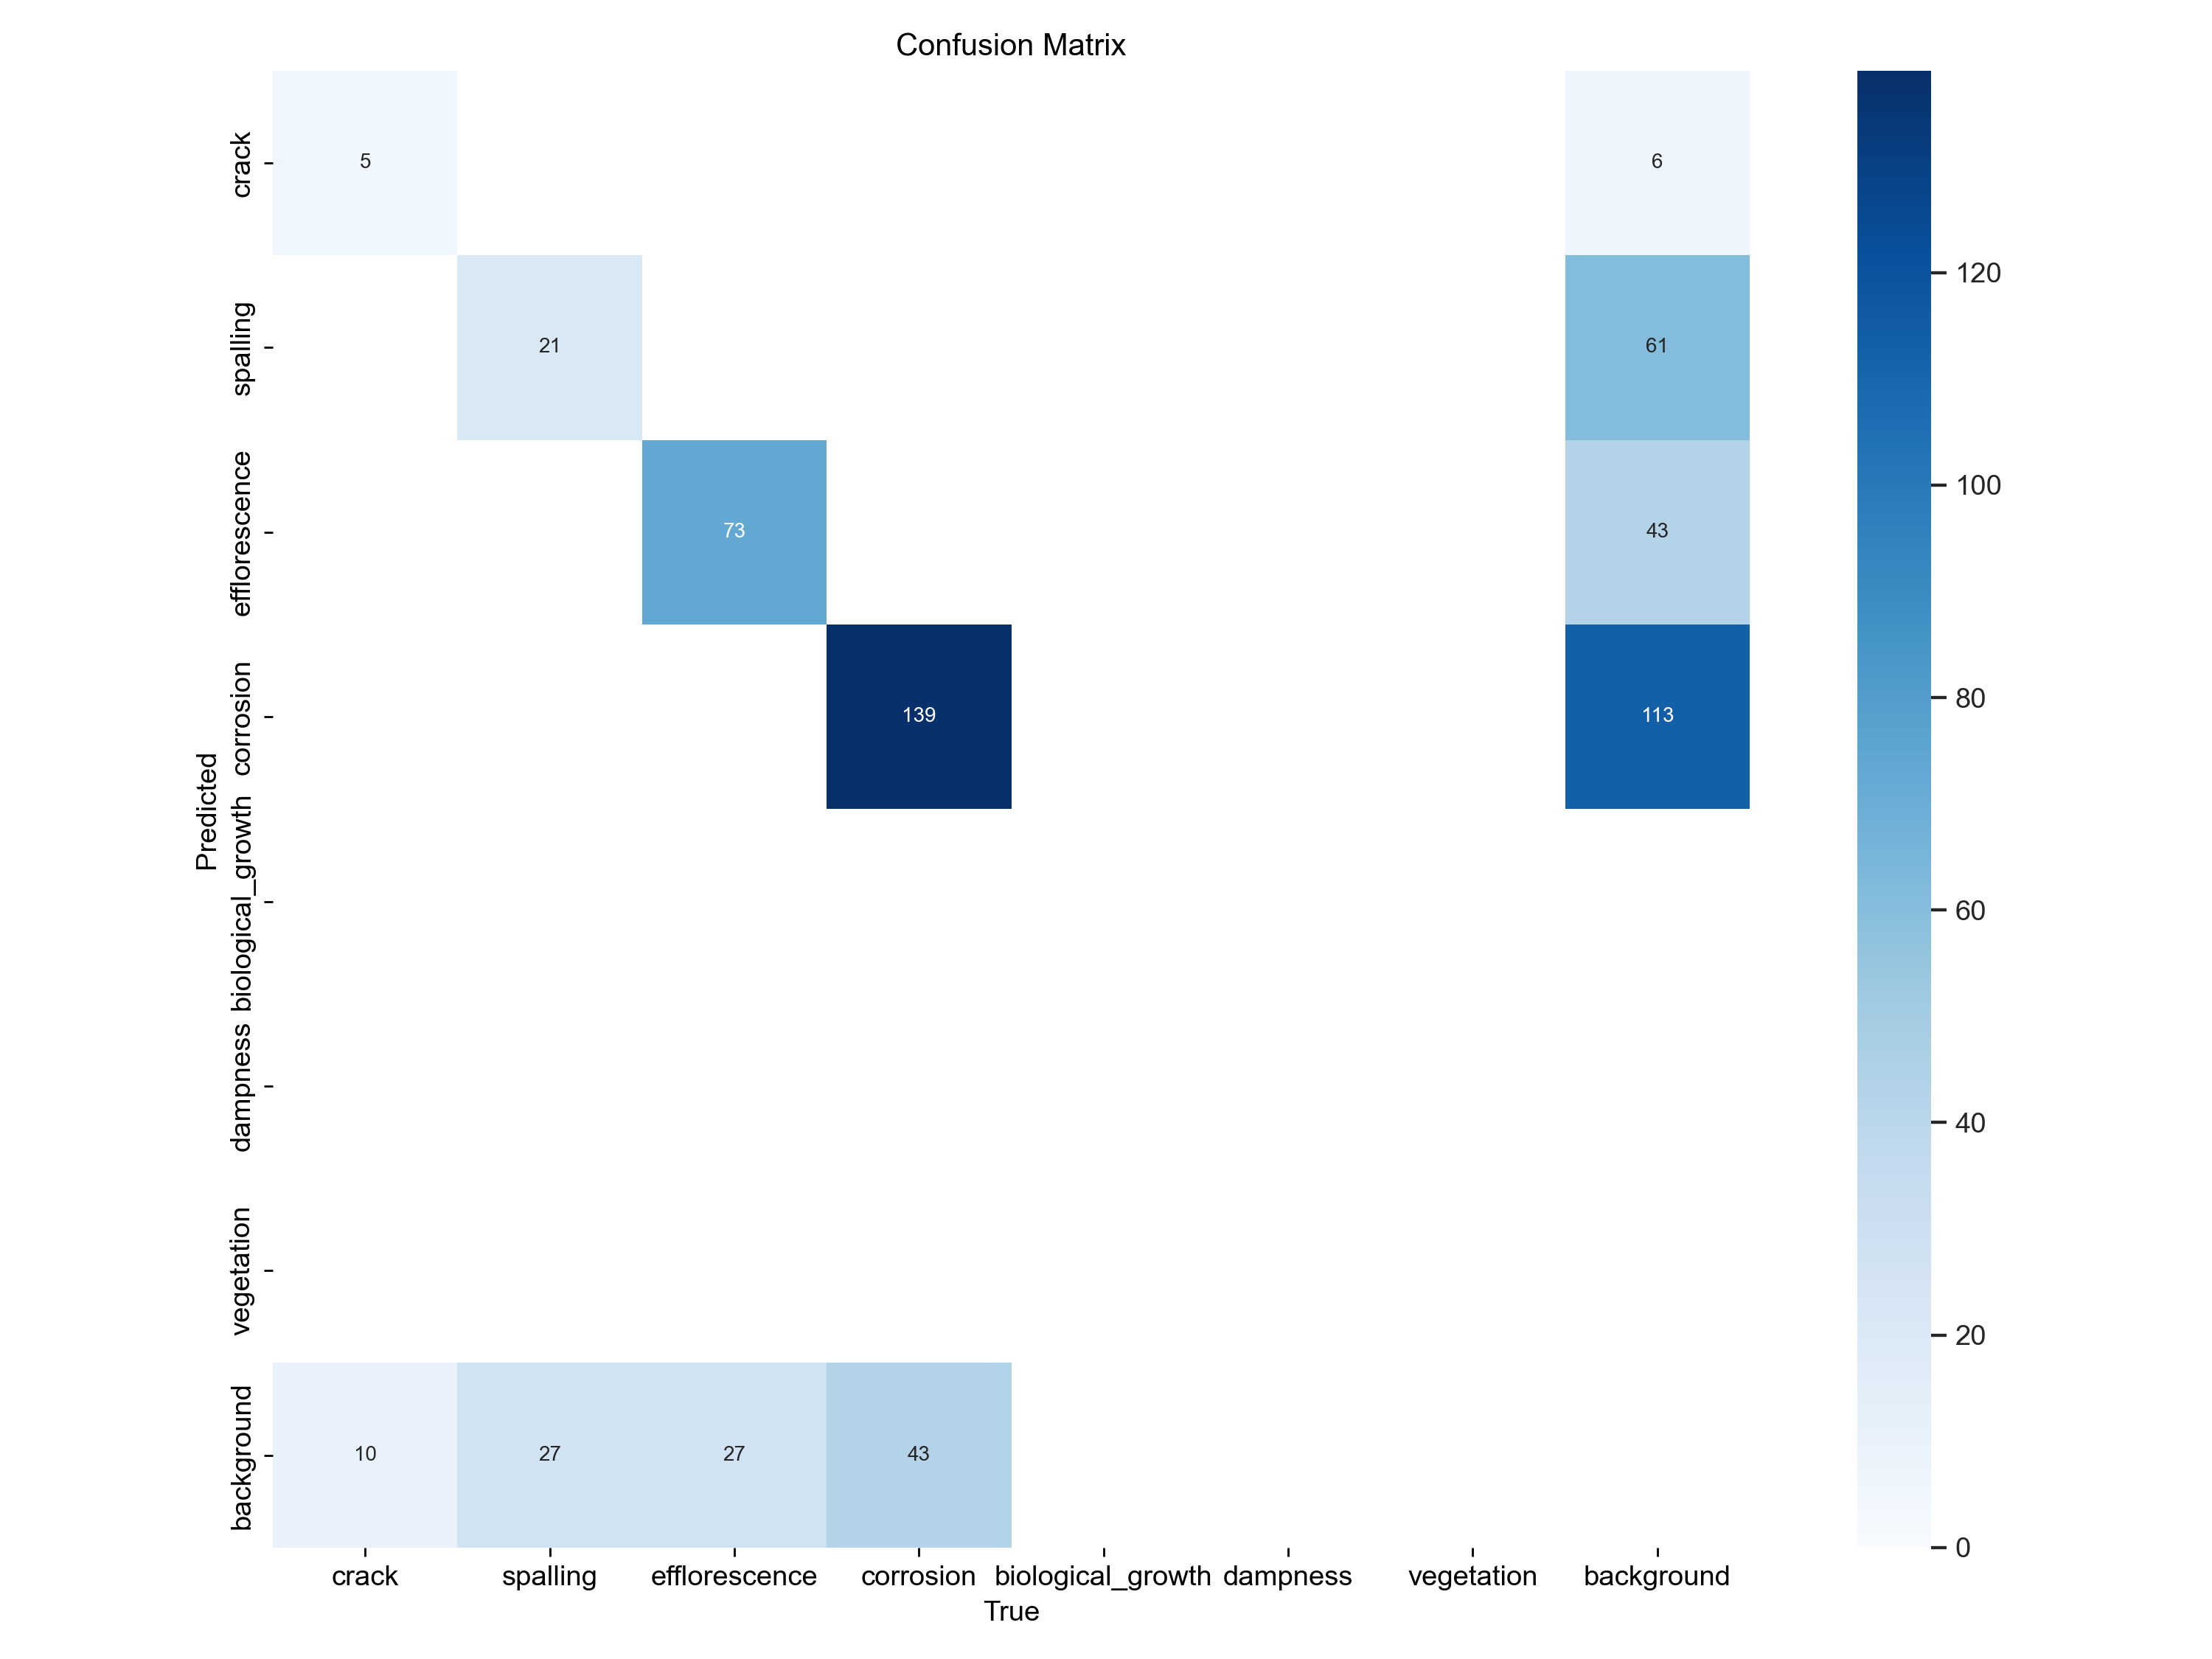 Confusion Matrix
Predicted
crack
5
6
spalling
21
61
efflorescence
73
43
corrosion
139
113
biological_growth
dampness
vegetation
background
10
27
27
43
crack
spalling
efflorescence
corrosion
biological_growth
dampness
vegetation
background
True
120
100
80
60
40
20
0